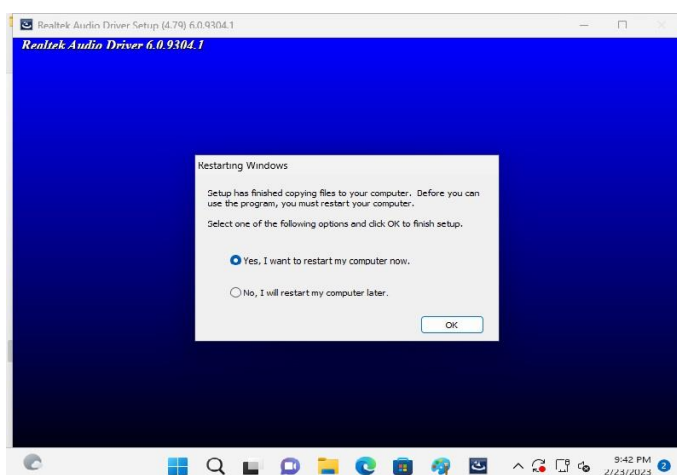 Realtek Audio Driver Setup (4.79) 6.0.9304.1
Realtek Audio Driver 6.0.9304.1
Restarting Windows
Setup has finished copying files to your computer. Before you can
use the program, you must restart your computer.
Select one of the following options and click OK to finish setup.
Yes, I want to restart my computer now.
No, I will restart my computer later.
OK
9:42 PM
2/23/2023
2